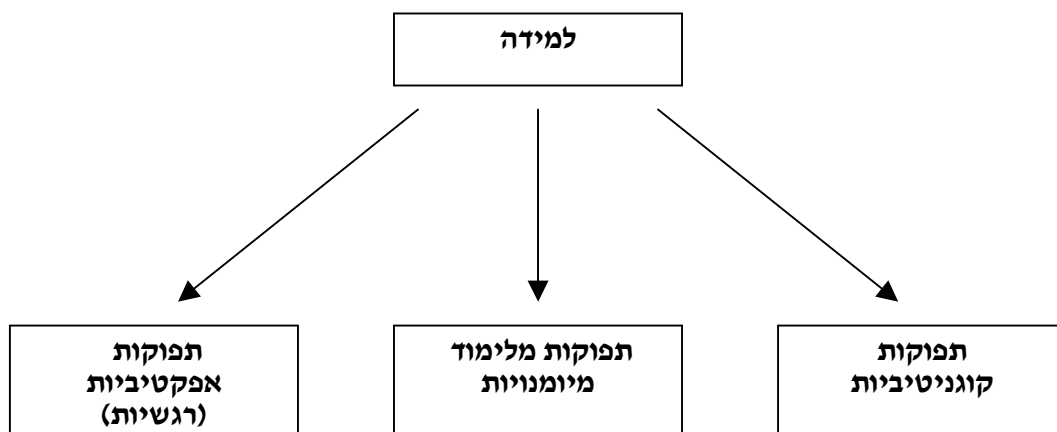 למידה
תפוקות
קוגניטיביות
תפוקות מלימוד
מיומנויות
תפוקות
אפקטיביות
(רגשיות)